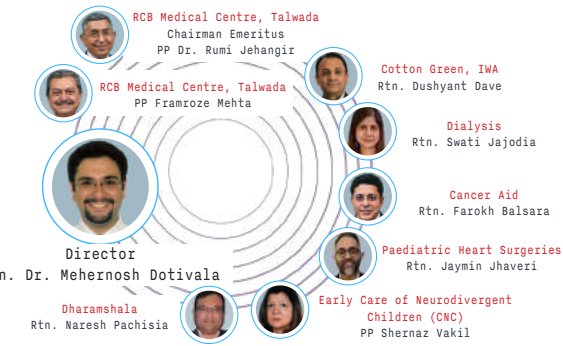 RCB Medical Centre, Talwada
Chairman Emeritus
PP Dr. Rumi Jehangir
RCB Medical Centre, Talwada
PP Framroze Mehta
Cotton Green, IWA
Rtn. Dushyant Dave
Dialysis
Rtn. Swati Jajodia
Cancer Aid
Rtn. Farokh Balsara
Paediatric Heart Surgeries
Rtn. Jaymin Jhaveri
Early Care of Neurodivergent
Children (CNC)
PP Shernaz Vakil
Director
n. Dr. Mehernosh Dotivala
Dharamshala
Rtn. Naresh Pachisia